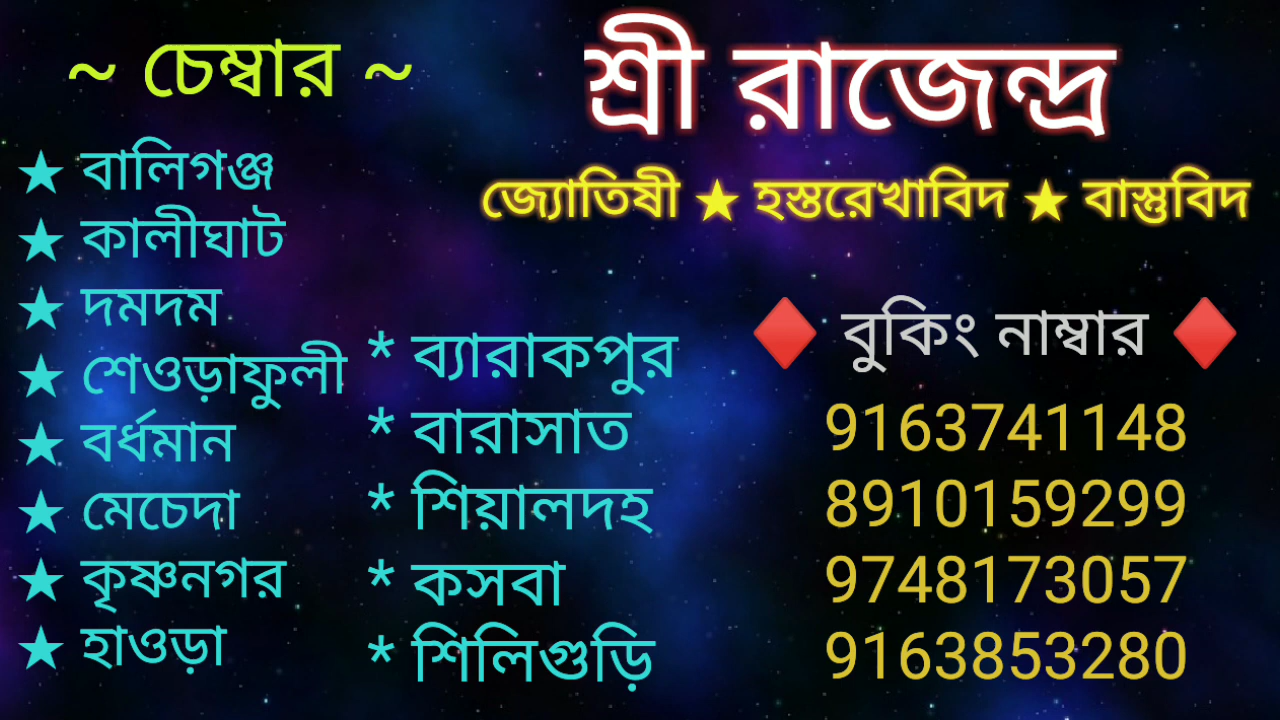 ~ চেম্বার ~
★ বালিগঞ্জ
★ কালীঘাট
★ দমদম
★ শেওড়াফুলী
★ বর্ধমান
★ মেচেদা
★ কৃষ্ণনগর
★ হাওড়া
* ব্যারাকপুর
* বারাসাত
* শিয়ালদহ
* কসবা
* শিলিগুড়ি
শ্রী রাজেন্দ্র
জ্যোতিষী ★ হস্তরেখাবিদ ★ বাস্তুবিদ
♦ বুকিং নাম্বার ♦
9163741148
8910159299
9748173057
9163853280